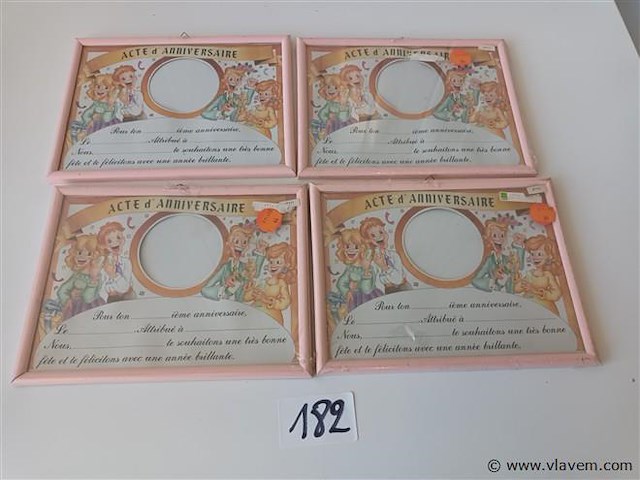 ACTE d'ANNIVERSAIRE
Pour ton ième anniversaire,
Le Attribué à
Nous, te souhaitons une très bonne
fête et te félicitons avec une année brillante.
ACTE d'ANNIVERSAIRE
Pour ton ième anniversaire,
Le Attribué à
Nous, te souhaitons une très bonne
fête et te félicitons avec une année brillante.
ACTE d'ANNIVERSAIRE
Pour ton ième anniversaire,
Le Attribué à
Nous, te souhaitons une très bonne
fête et te félicitons avec une année brillante.
ACTE d'ANNIVERSAIRE
Pour ton ième anniversaire,
Le Attribué à
Nous, te souhaitons une très bonne
fête et te félicitons avec une année brillante.
182
© www.vlavem.com